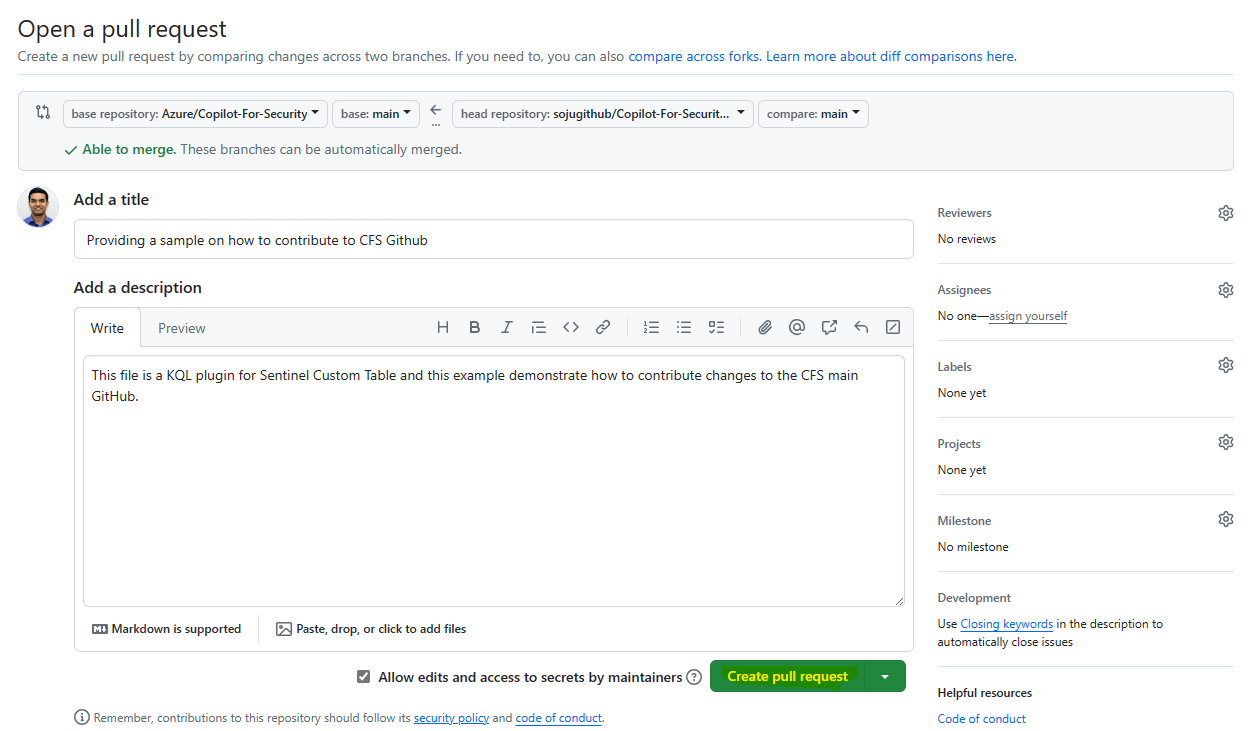 Open a pull request
Create a new pull request by comparing changes across two branches. If you need to, you can also compare across forks. Learn more about diff comparisons here.
base repository: Azure/Copilot-For-Security base: main ← head repository: sojugithub/Copilot-For-Securit... compare: main
Able to merge. These branches can be automatically merged.
Add a title
Providing a sample on how to contribute to CFS Github
Add a description
Write Preview
This file is a KQL plugin for Sentinel Custom Table and this example demonstrate how to contribute changes to the CFS main
GitHub.
Markdown is supported Paste, drop, or click to add files
Allow edits and access to secrets by maintainers Create pull request
Remember, contributions to this repository should follow its security policy and code of conduct.
Reviewers
No reviews
Assignees
No one—assign yourself
Labels
None yet
Projects
None yet
Milestone
No milestone
Development
Use Closing keywords in the description to
automatically close issues
Helpful resources
Code of conduct